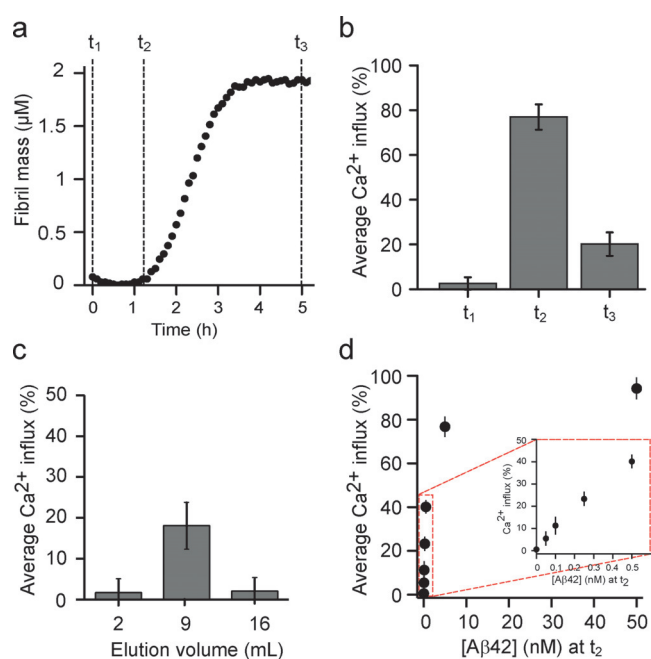 a
t1 t2 t3
Fibril mass (µM)
2
1.5
1
0.5
0
0 1 2 3 4 5
Time (h)
b
Average Ca2+ influx (%)
100
80
60
40
20
0
t1 t2 t3
c
Average Ca2+ influx (%)
50
40
30
20
10
0
2 9 16
Elution volume (mL)
d
Average Ca2+ influx (%)
100
80
60
40
20
0
0 10 20 30 40 50
[Aβ42] (nM) at t2
Ca2+ influx (%)
50
40
30
20
10
0
0 0.1 0.2 0.3 0.4 0.5
[Aβ42] (nM) at t2